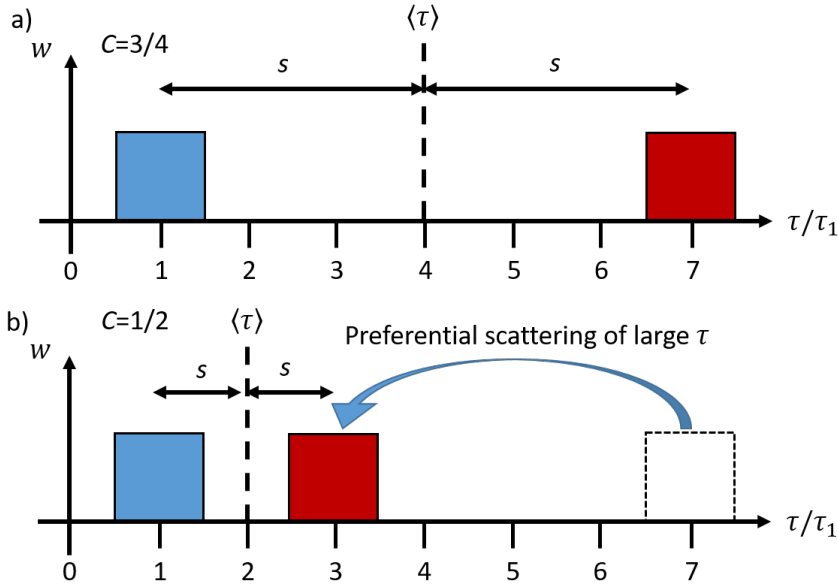 a)
C=3/4
⟨τ⟩
w
s
s
τ/τ₁
0 1 2 3 4 5 6 7
b)
C=1/2
⟨τ⟩
Preferential scattering of large τ
w
s
s
τ/τ₁
0 1 2 3 4 5 6 7